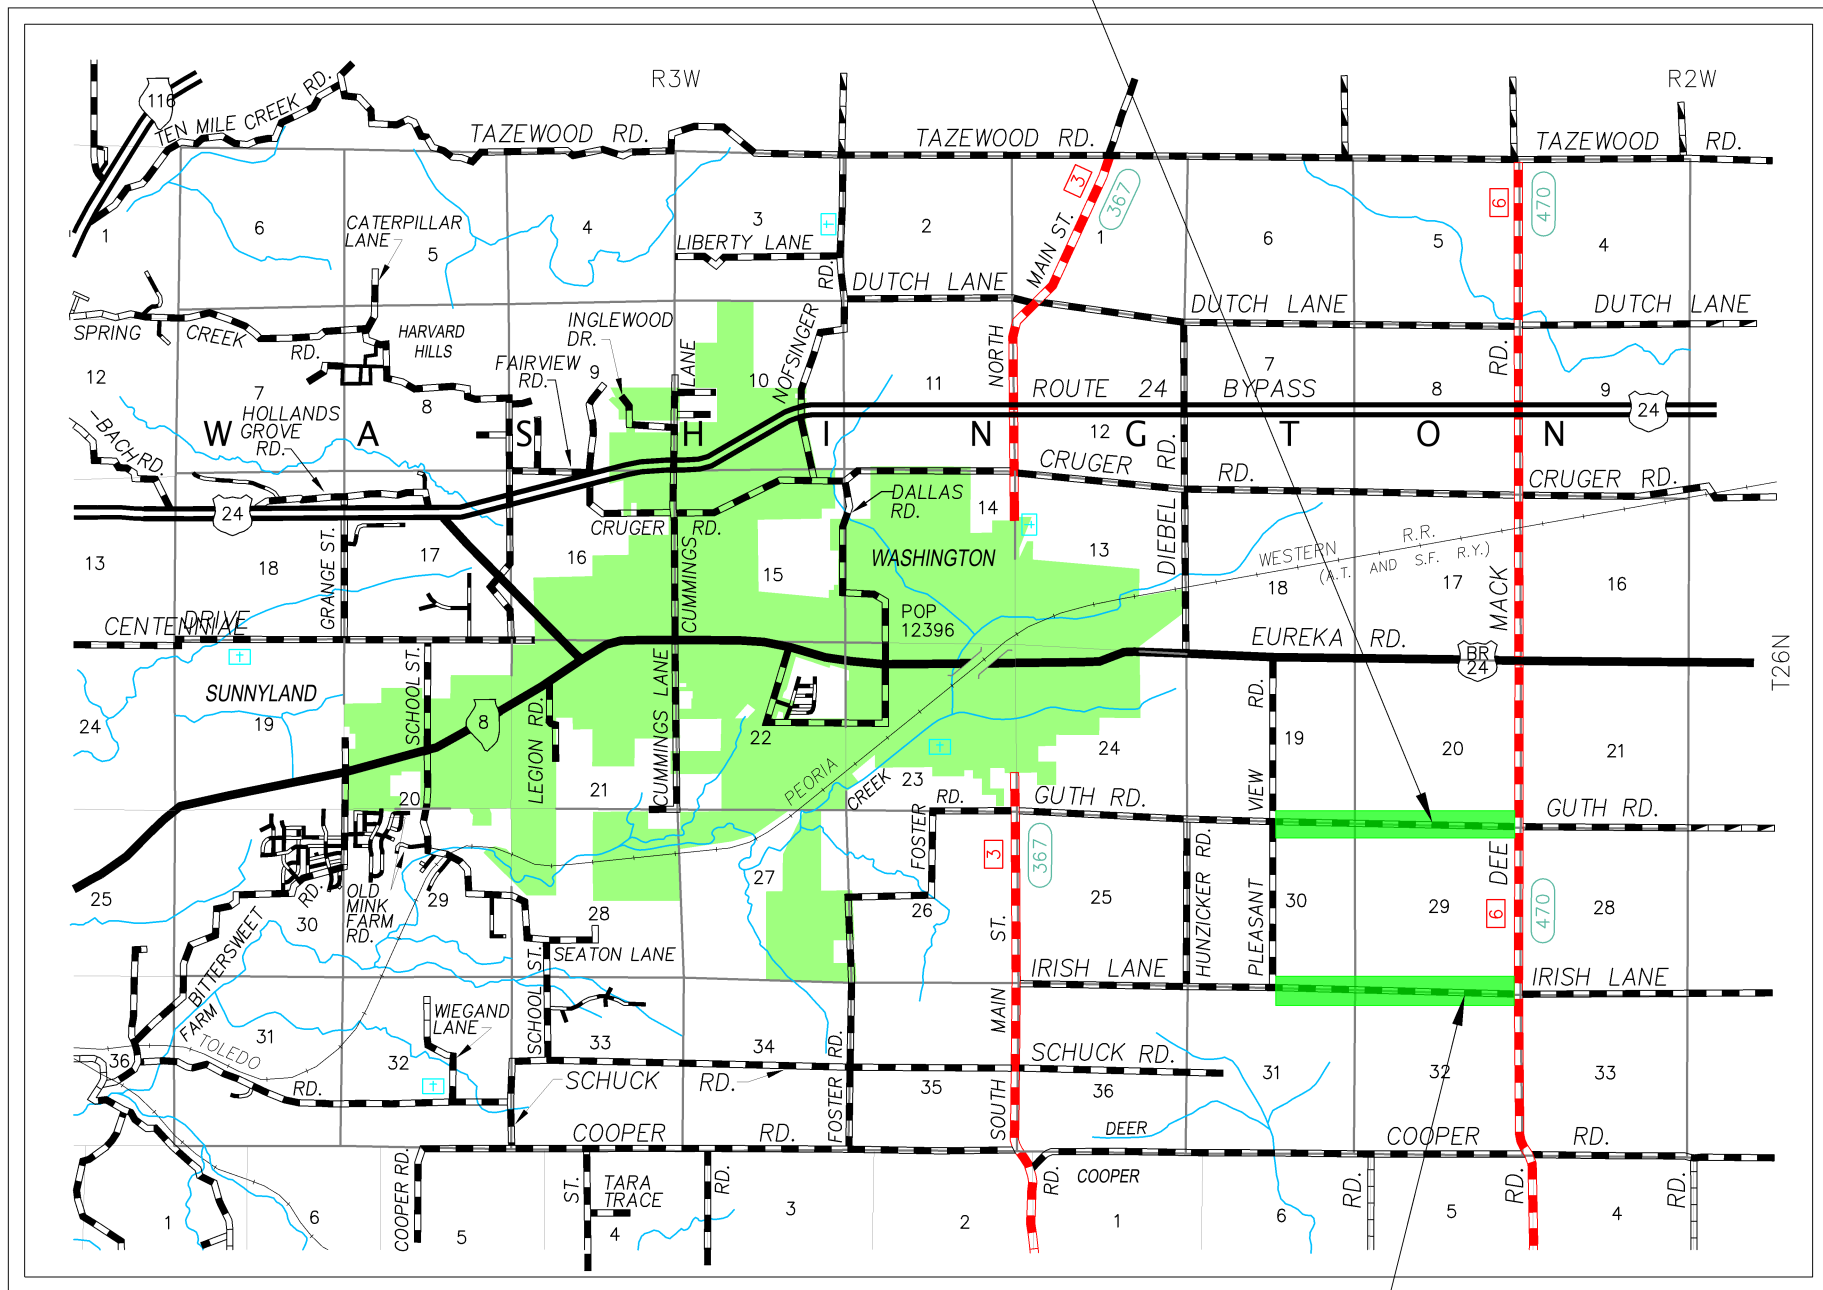 R3W
R2W
116
TEN MILE CREEK RD.
TAZEWOOD RD.
TAZEWOOD RD.
TAZEWOOD RD.
3
367
6
470
1
6
CATERPILLAR
LANE
5
4
3
LIBERTY LANE
2
MAIN ST.
1
6
5
4
RD.
DUTCH LANE
DUTCH LANE
DUTCH LANE
SPRING CREEK RD.
HARVARD
HILLS
INGLEWOOD
DR.
FAIRVIEW
RD.
LANE
NOFSINGER
NORTH
RD.
12
7
8
9
10
11
7
8
9
ROUTE 24 BYPASS
24
HOLLANDS
GROVE
RD.
BACH RD.
W A S H I N G T O N
12
RD.
CRUGER RD.
CRUGER RD.
24
CRUGER RD.
DALLAS
RD.
14
DIEBEL
13
18
GRANGE ST.
17
16
15
WASHINGTON
13
WESTERN R.R.
(A.T. AND S.F. R.Y.)
18
17
16
CUMMINGS
POP
12396
MACK
CENTENNIAL
DRIVE
EUREKA RD.
BR
24
T26N
SUNNYLAND
SCHOOL ST.
CUMMINGS LANE
24
19
8
LEGION RD.
22
24
RD.
19
20
21
20
21
PEORIA
CREEK
23
RD.
GUTH RD.
VIEW
GUTH RD.
FOSTER
3
367
HUNZICKER RD.
DEE
25
RD.
30
OLD
MINK
FARM
RD.
29
28
27
26
25
PLEASANT
30
29
6
470
28
BITTERSWEET
SEATON LANE
ST.
IRISH LANE
IRISH LANE
FARM
31
TOLEDO
WIEGAND
LANE
SCHOOL ST.
MAIN
36
32
33
34
RD.
SCHUCK RD.
31
32
33
RD.
SCHUCK RD.
35
36
FOSTER
SOUTH
COOPER RD.
DEER
COOPER RD.
COOPER RD.
ST.
TARA
TRACE
RD.
RD.
COOPER
RD.
RD.
RD.
1
6
5
4
3
2
1
6
5
4